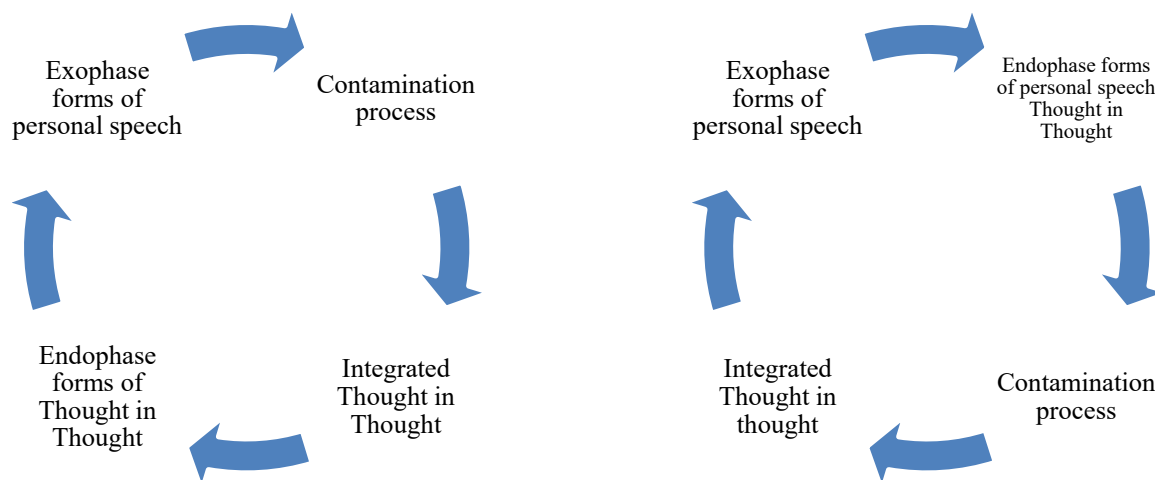 Exophase
forms of
personal speech
Contamination
process
Integrated
Thought in
Thought
Endophase
forms of
Thought in
Thought
Exophase
forms of
personal speech
Endophase forms
of personal speech
Thought in
Thought
Contamination
process
Integrated
Thought in
thought